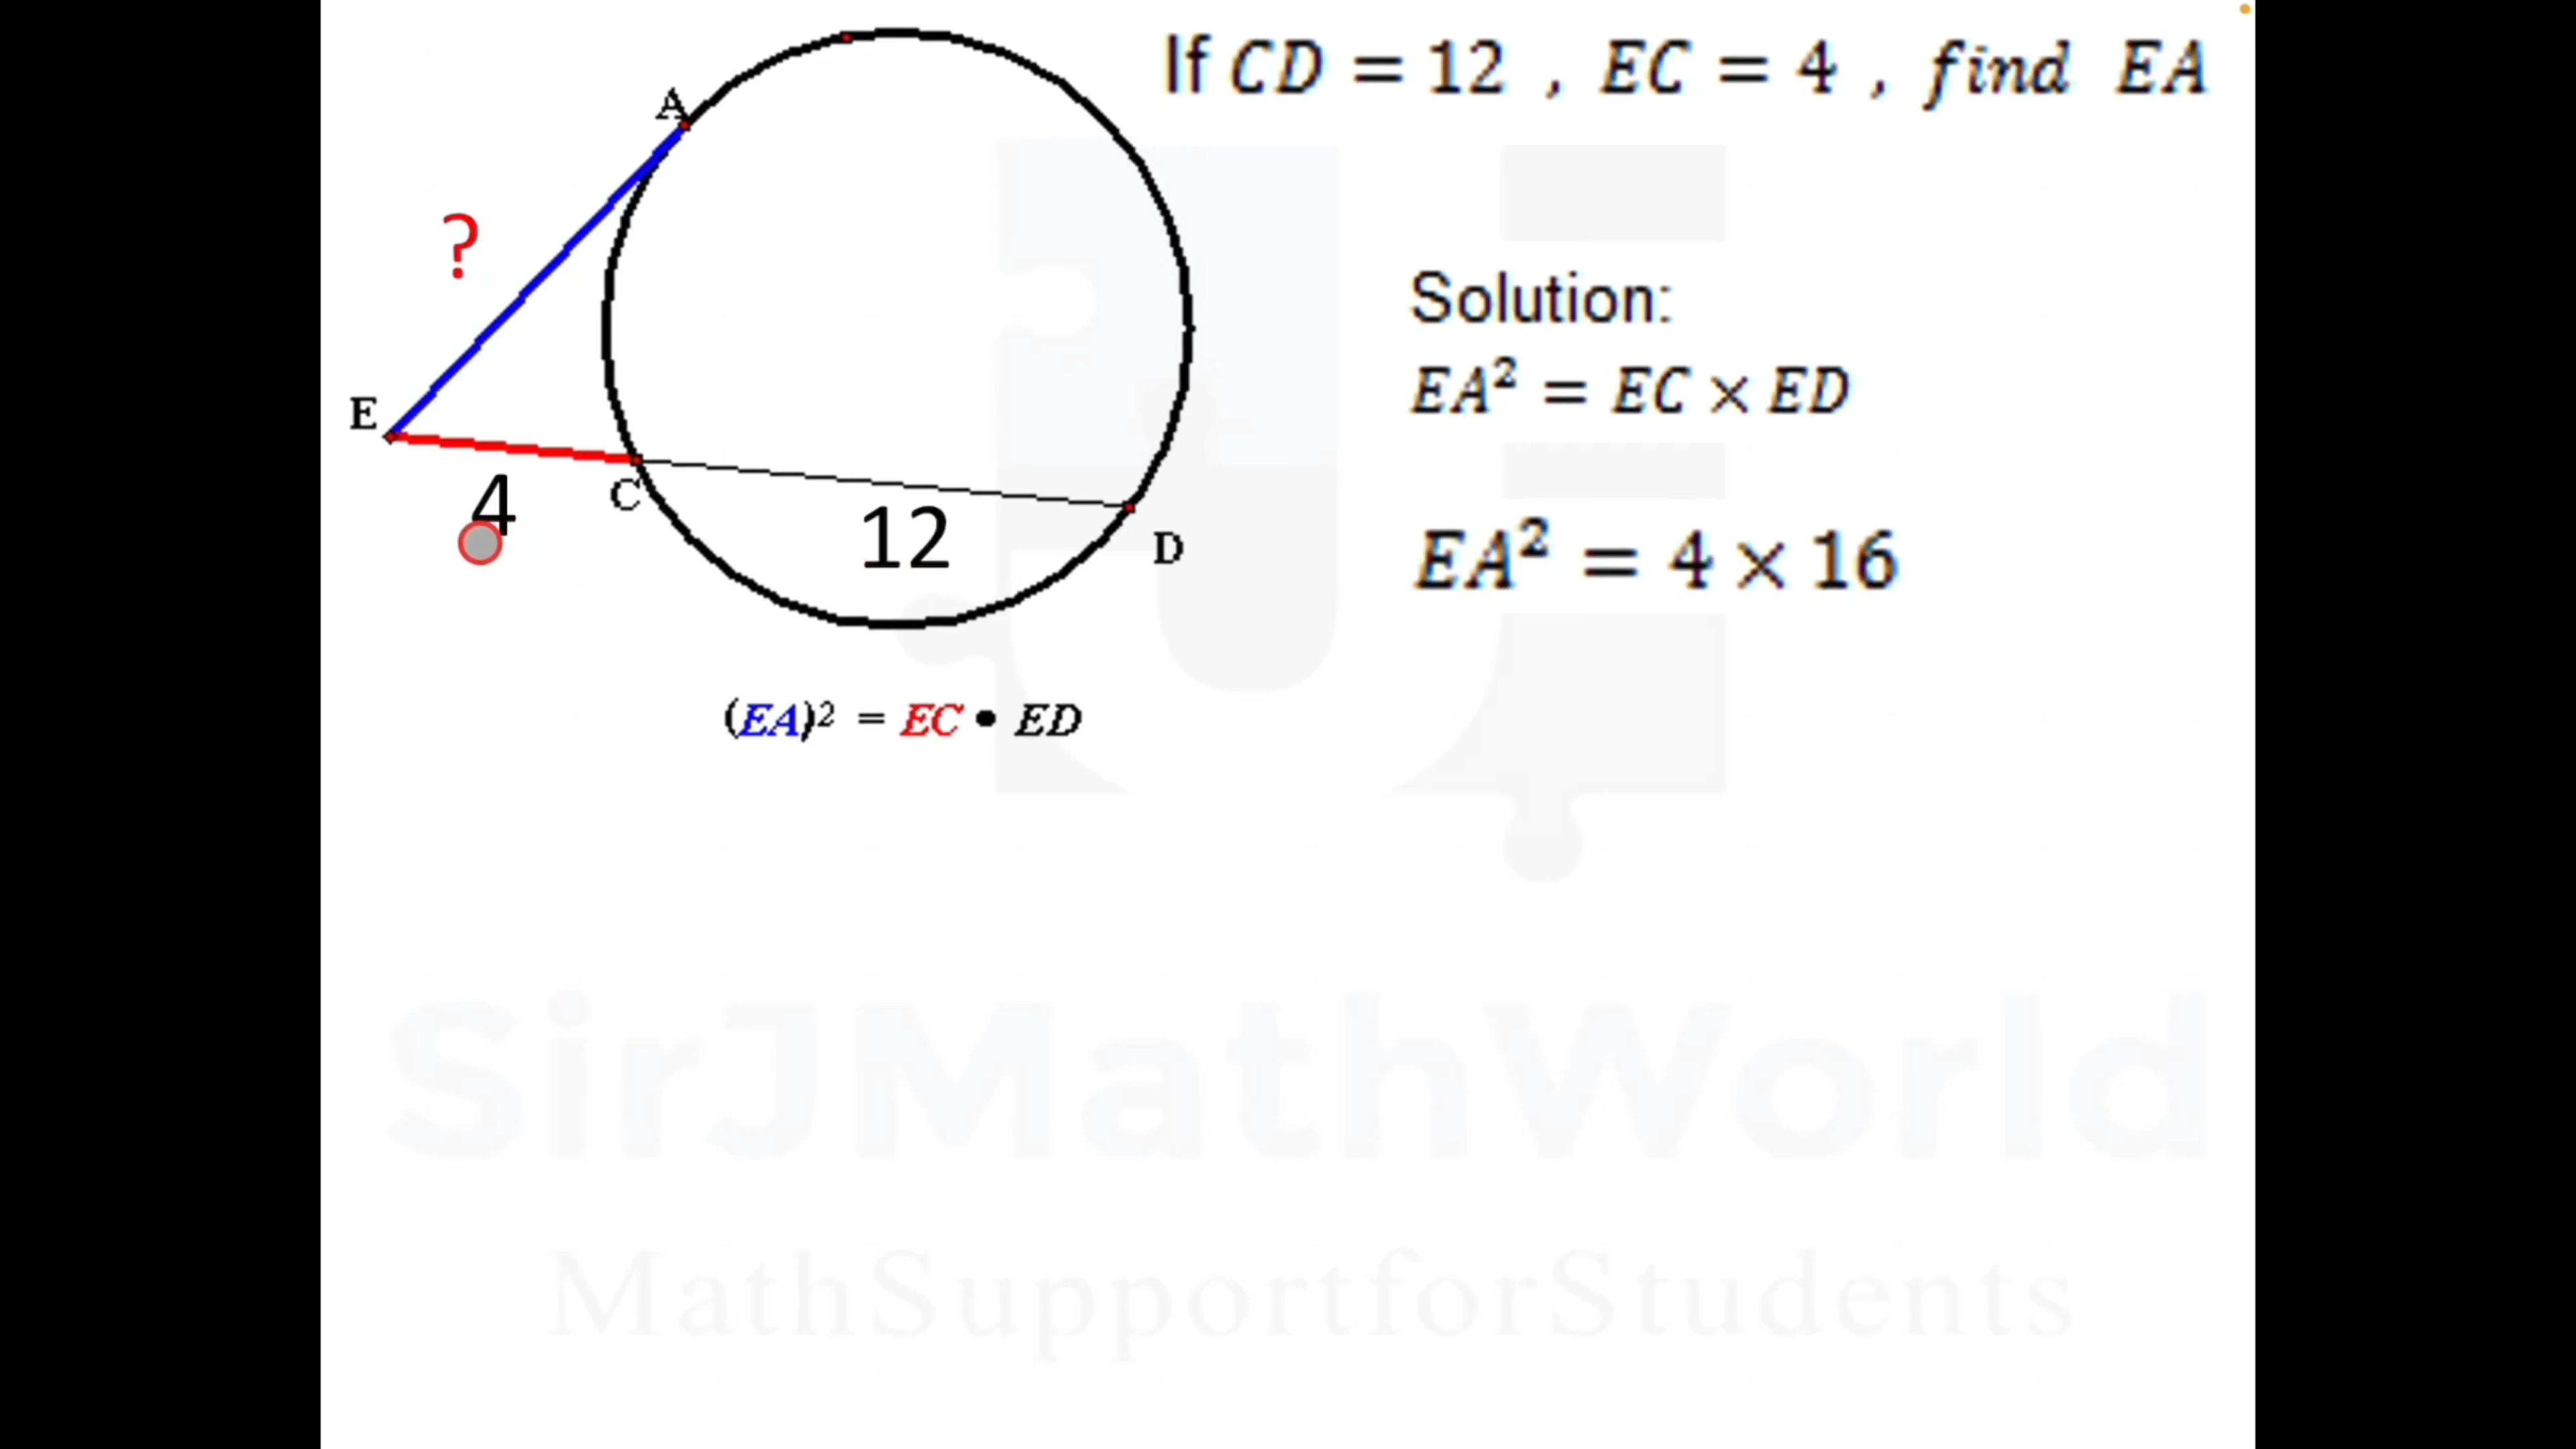 If CD = 12 , EC = 4 , find EA
A
?
E
4
C
12
D
Solution:
EA² = EC × ED
EA² = 4 × 16
(EA)² = EC • ED
SirJMathWorld
MathSupportforStudents